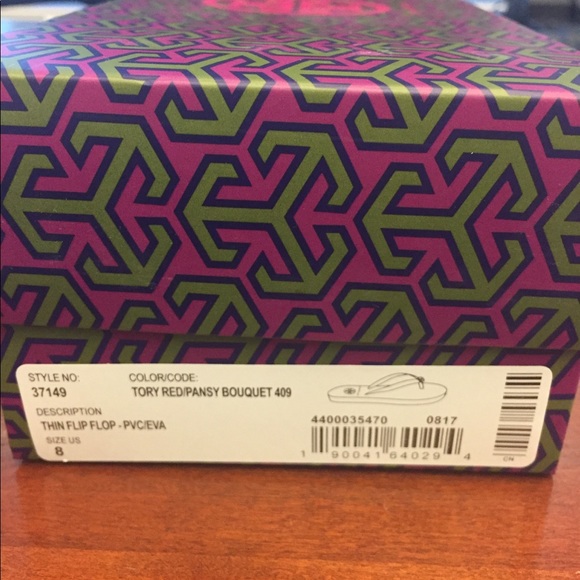 STYLE NO:
37149
COLOR/CODE:
TORY RED/PANSY BOUQUET 409
DESCRIPTION
THIN FLIP FLOP - PVC/EVA
SIZE US
8
4400035470 0817
1 90041 64029 4
CN